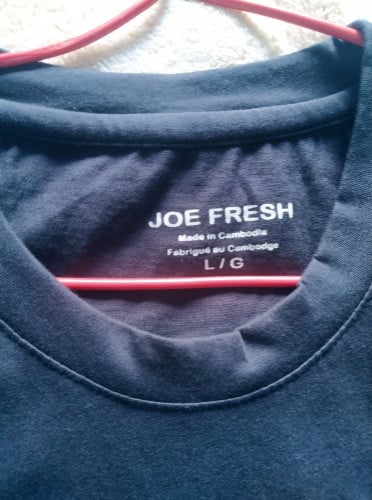 JOE FRESH
Made in Cambodia
Fabriqué au Cambodge
L / G